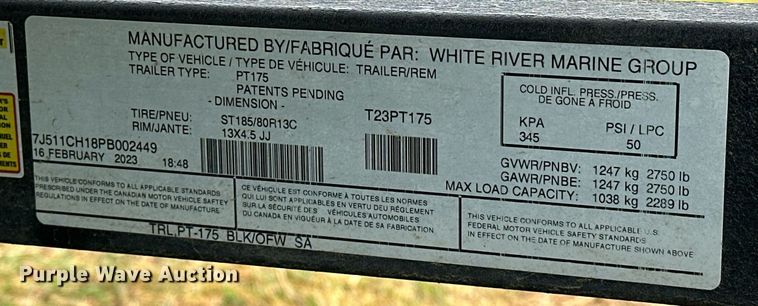 MANUFACTURED BY/FABRIQUÉ PAR: WHITE RIVER MARINE GROUP
TYPE OF VEHICLE / TYPE DE VÉHICULE: TRAILER/REM
TRAILER TYPE: PT175
PATENTS PENDING
- DIMENSION -
TIRE/PNEU: ST185/80R13C
RIM/JANTE: 13X4.5 JJ
T23PT175
COLD INFL. PRESS./PRESS.
DE GONE A FROID
KPA PSI / LPC
345 50
7J511CH18PB002449
16 FEBRUARY 2023 18:48
GVWR/PNBV: 1247 kg 2750 lb
GAWR/PNBE: 1247 kg 2750 lb
MAX LOAD CAPACITY: 1038 kg 2289 lb
THIS VEHICLE CONFORMS TO ALL APPLICABLE STANDARDS
PRESCRIBED UNDER THE CANADIAN MOTOR VEHICLE SAFETY
REGULATIONS IN EFFECT ON THE DATE OF MANUFACTURE
CE VÉHICULE EST CONFORME À TOUTES LES NORMES
QUI LUI SONT APPLICABLES EN VERTU DEU RÉGLEMENT
SUR LA SÉCURITÉ DES VÉHICULES AUTOMOBILES
DU CANADA EN VIGUEUR À LA DATE DE SA FABRICATION
THIS VEHICLE CONFORMS TO ALL APPLICABLE U.S.
FEDERAL MOTOR VEHICLE SAFETY STANDARDS
IN EFFECT ON THE DATE OF MANUFACTURE SHOWN ABOVE
TRL,PT-175 BLK/OFW SA
Purple Wave Auction